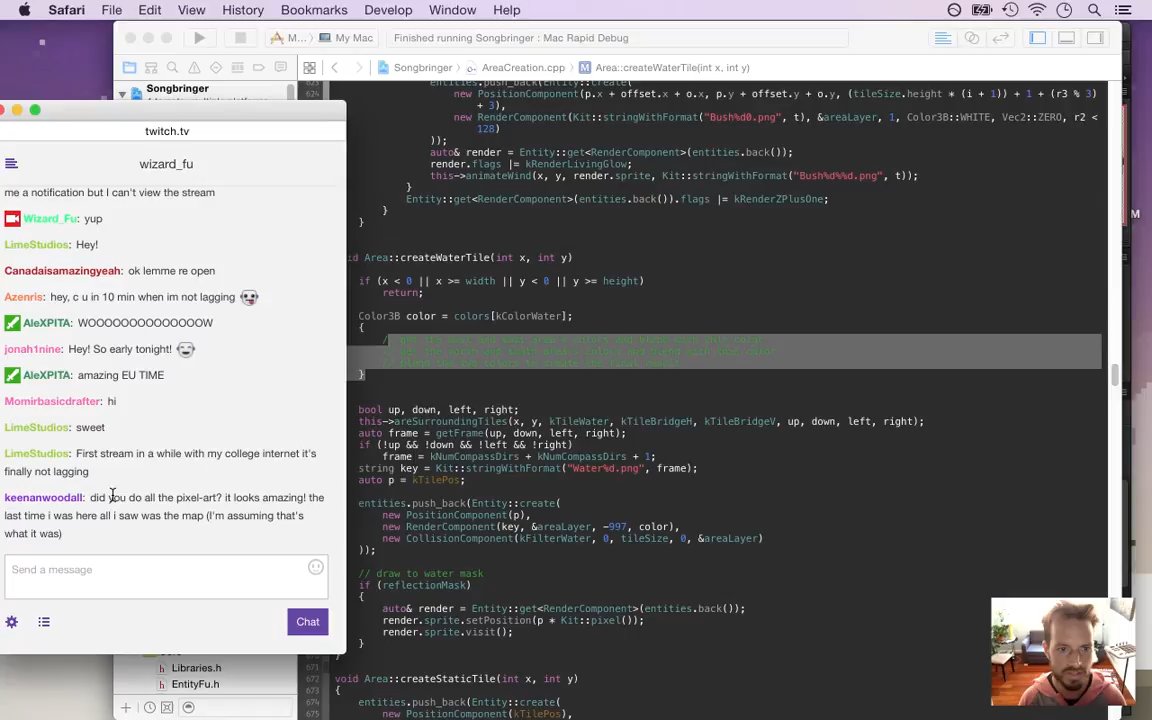 Safari File Edit View History Bookmarks Develop Window Help
M... My Mac Finished running Songbringer : Mac Rapid Debug
Songbringer AreaCreation.cpp M Area::createWaterTile(int x, int y)
Songbringer
twitch.tv
wizard_fu
me a notification but I can't view the stream
Wizard_Fu: yup
LimeStudios: Hey!
Canadaisamazingyeah: ok lemme re open
Azenris: hey, c u in 10 min when im not lagging
AleXPITA: WOOOOOOOOOOOOOOW
jonah1nine: Hey! So early tonight!
AleXPITA: amazing EU TIME
Momirbasicdrafter: hi
LimeStudios: sweet
LimeStudios: First stream in a while with my college internet it's
finally not lagging
keenanwoodall: did you do all the pixel-art? it looks amazing! the
last time i was here all i saw was the map (I'm assuming that's
what it was)
Send a message
Chat
Libraries.h
EntityFu.h
entities.push_back(Entity::create(
624 new PositionComponent(p.x + offset.x + o.x, p.y + offset.y + o.y, (tileSize.height * (i + 1)) + 1 + (r3 % 3)
+ 3),
new RenderComponent(Kit::stringWithFormat("Bush%d0.png", t), &areaLayer, 1, Color3B::WHITE, Vec2::ZERO, r2 <
128)
));
auto& render = Entity::get<RenderComponent>(entities.back());
render.flags |= kRenderLivingGlow;
this->animateWind(x, y, render.sprite, Kit::stringWithFormat("Bush%d%%d.png", t));
}
Entity::get<RenderComponent>(entities.back()).flags |= kRenderZPlusOne;
}
}
id Area::createWaterTile(int x, int y)
if (x < 0 || x >= width || y < 0 || y >= height)
return;
Color3B color = colors[kColorWater];
{
}
bool up, down, left, right;
this->areSurroundingTiles(x, y, kTileWater, kTileBridgeH, kTileBridgeV, up, down, left, right);
auto frame = getFrame(up, down, left, right);
if (!up && !down && !left && !right)
frame = kNumCompassDirs + kNumCompassDirs + 1;
string key = Kit::stringWithFormat("Water%d.png", frame);
auto p = kTilePos;
entities.push_back(Entity::create(
new PositionComponent(p),
new RenderComponent(key, &areaLayer, -997, color),
new CollisionComponent(kFilterWater, 0, tileSize, 0, &areaLayer)
));
// draw to water mask
if (reflectionMask)
{
auto& render = Entity::get<RenderComponent>(entities.back());
render.sprite.setPosition(p * Kit::pixel());
render.sprite.visit();
}
}
671
672 void Area::createStaticTile(int x, int y)
673 {
674 entities.push_back(Entity::create(
675 new PositionComponent(kTilePos),
M